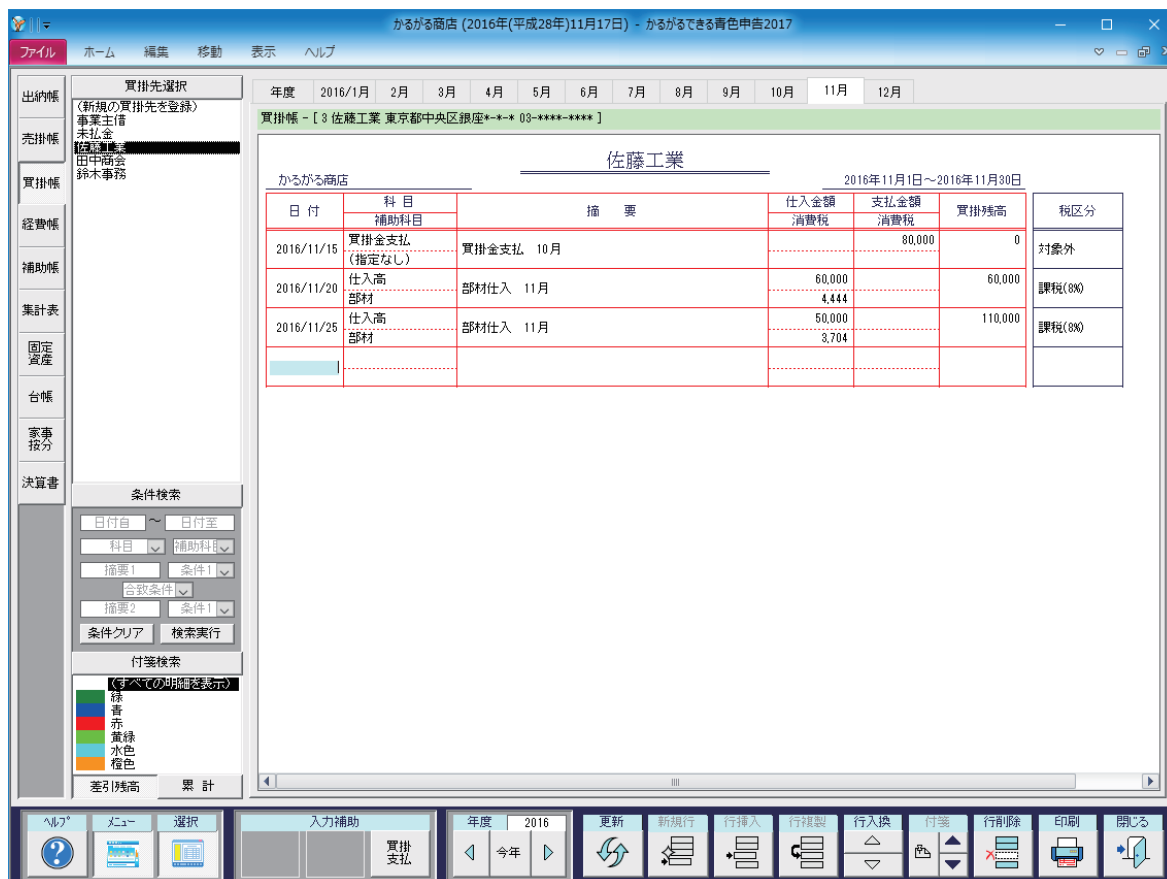 かるがる商店 (2016年(平成28年)11月17日) - かるがるできる青色申告2017
ファイル ホーム 編集 移動 表示 ヘルプ
出納帳
売掛帳
買掛帳
経費帳
補助帳
集計表
固定
資産
台帳
家事
按分
決算書
買掛先選択
(新規の買掛先を登録)
事業主借
未払金
佐藤工業
田中商会
鈴木事務
条件検索
日付自 ～ 日付至
科目 補助科目
摘要1 条件1
合致条件
摘要2 条件1
条件クリア 検索実行
付箋検索
(すべての明細を表示)
緑
青
赤
黄緑
水色
橙色
差引残高 累 計
年度 2016/1月 2月 3月 4月 5月 6月 7月 8月 9月 10月 11月 12月
買掛帳 - [ 3 佐藤工業 東京都中央区銀座*-*-* 03-****-**** ]
佐藤工業
かるがる商店 2016年11月1日～2016年11月30日
日 付 科 目 摘 要 仕入金額 支払金額 買掛残高 税区分
補助科目 消費税 消費税
2016/11/15 買掛金支払 買掛金支払 10月 80,000 0 対象外
(指定なし)
2016/11/20 仕入高 部材仕入 11月 60,000 60,000 課税(8%)
部材 4,444
2016/11/25 仕入高 部材仕入 11月 50,000 110,000 課税(8%)
部材 3,704
ヘルプ メニュー 選択 入力補助 年度 2016 更新 新規行 行挿入 行複製 行入換 付箋 行削除 印刷 閉じる
買掛
支払
今年